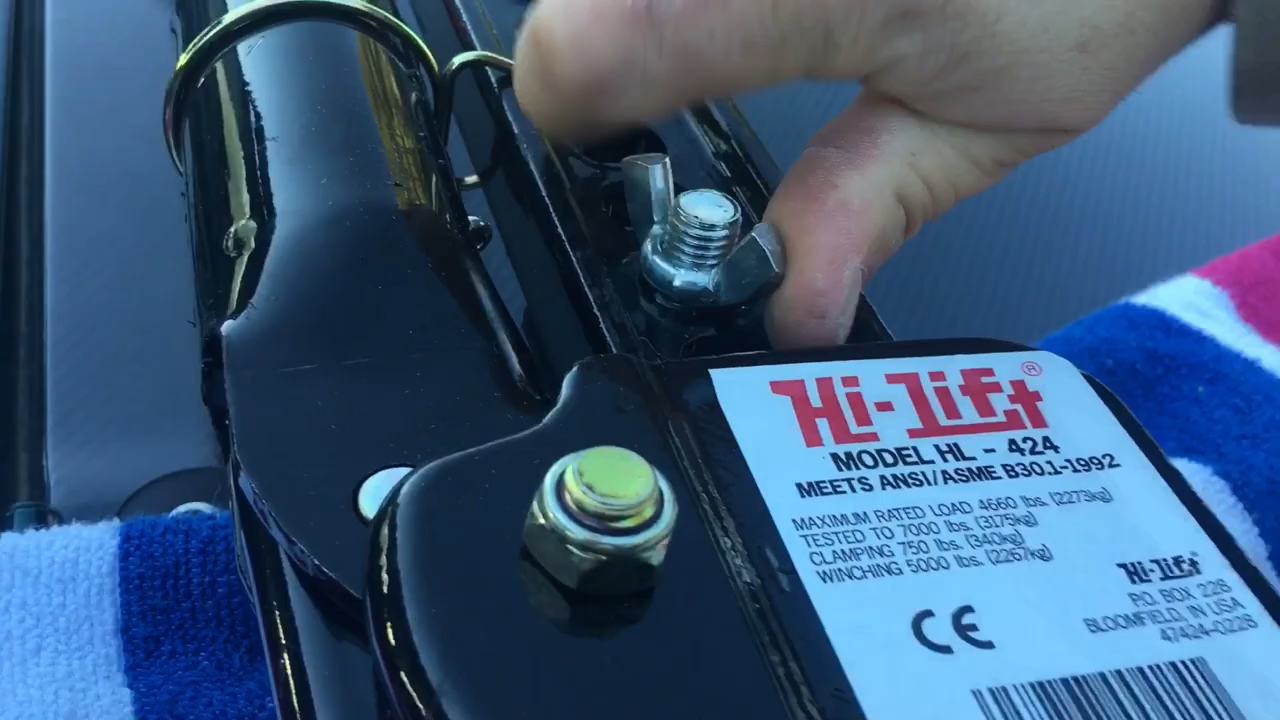 Hi-Lift®
MODEL HL - 424
MEETS ANSI/ASME B30.1-1992
MAXIMUM RATED LOAD 4660 lbs. (2273kg)
TESTED TO 7000 lbs. (3175kg)
CLAMPING 750 lbs. (340kg)
WINCHING 5000 lbs. (2267kg)
CE
Hi-Lift®
P.O. BOX 228
BLOOMFIELD, IN USA
47424-0228